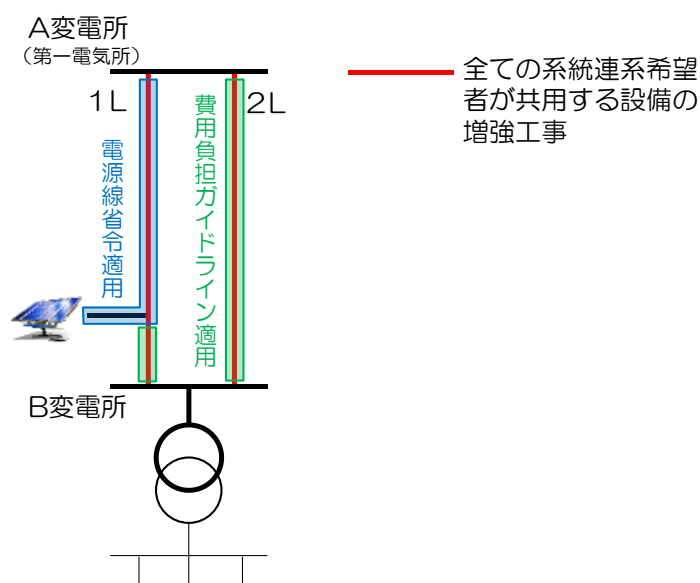 A変電所
（第一電気所）
1L
2L
電源線省令適用
費用負担ガイドライン適用
B変電所
全ての系統連系希望
者が共用する設備の
増強工事